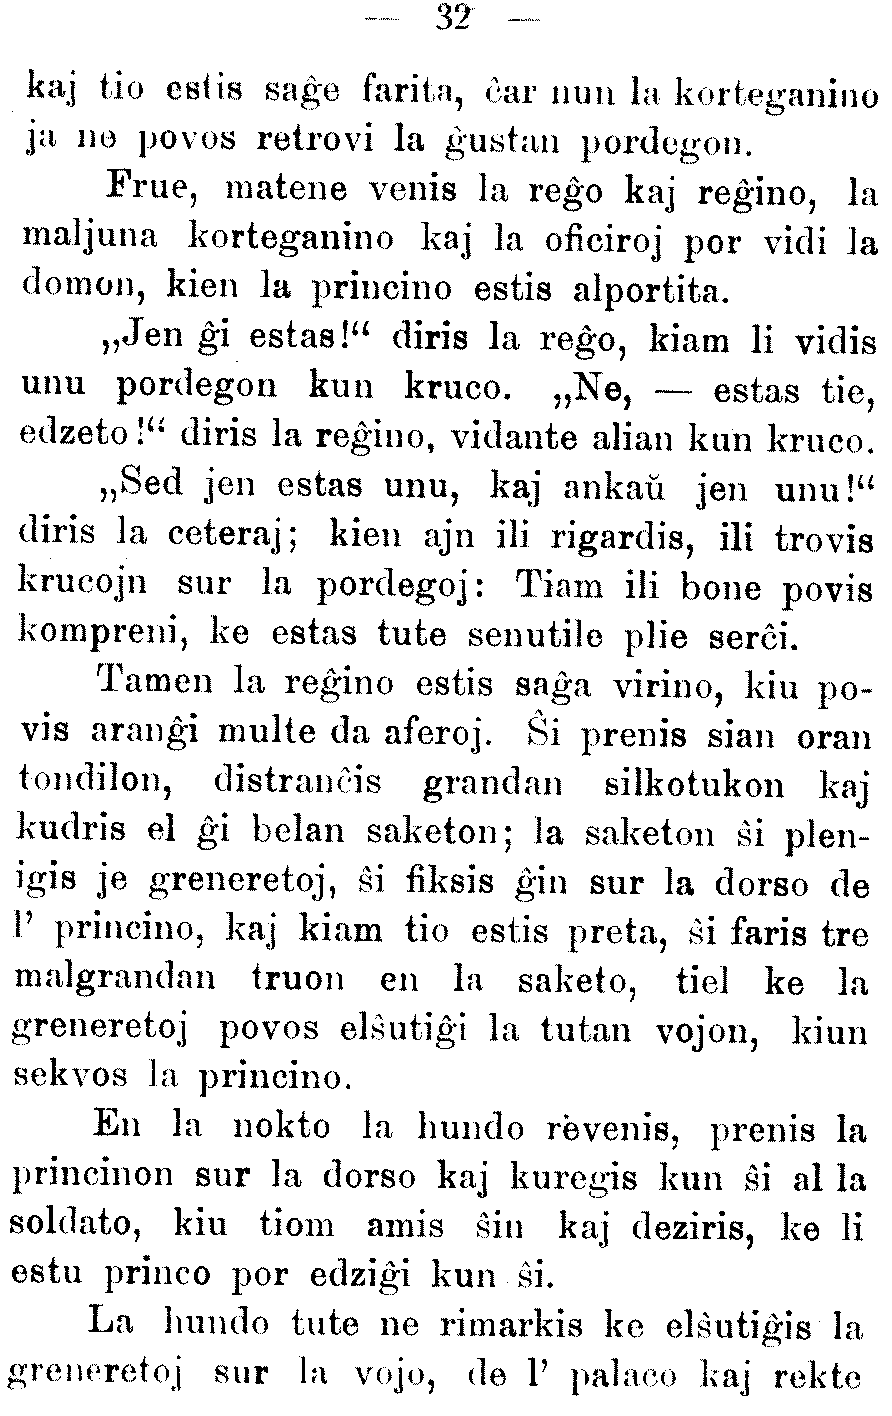 — 32 —
kaj tio estis saĝe farita, ĉar nun la korteganino
ja ne povos retrovi la ĝustan pordegon.
Frue, matene venis la reĝo kaj reĝino, la
maljuna korteganino kaj la oficiroj por vidi la
domon, kien la princino estis alportita.
„Jen ĝi estas!“ diris la reĝo, kiam li vidis
unu pordegon kun kruco. „Ne, — estas tie,
edzeto!“ diris la reĝino, vidante alian kun kruco.
„Sed jen estas unu, kaj ankaŭ jen unu!“
diris la ceteraj; kien ajn ili rigardis, ili trovis
krucojn sur la pordegoj: Tiam ili bone povis
kompreni, ke estas tute senutile plie serĉi.
Tamen la reĝino estis saĝa virino, kiu po-
vis aranĝi multe da aferoj. Ŝi prenis sian oran
tondilon, distranĉis grandan silkotukon kaj
kudris el ĝi belan saketon; la saketon ŝi plen-
igis je greneretoj, ŝi fiksis ĝin sur la dorso de
l’ princino, kaj kiam tio estis preta, ŝi faris tre
malgrandan truon en la saketo, tiel ke la
greneretoj povos elŝutiĝi la tutan vojon, kiun
sekvos la princino.
En la nokto la hundo revenis, prenis la
princinon sur la dorso kaj kuregis kun ŝi al la
soldato, kiu tiom amis ŝin kaj deziris, ke li
estu princo por edziĝi kun ŝi.
La hundo tute ne rimarkis ke elŝutiĝis la
greneretoj sur la vojo, de l’ palaco kaj rekte